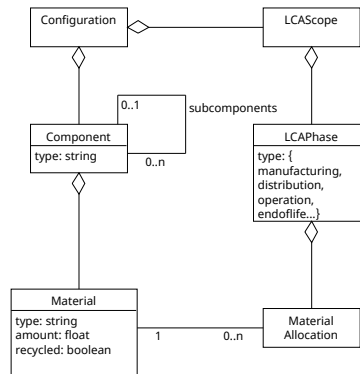 Configuration
LCAScope
0..1
subcomponents
Component
type: string
0..n
LCAPhase
type: {
manufacturing,
distribution,
operation,
endoflife...}
Material
type: string
amount: float
recycled: boolean
1
0..n
Material
Allocation